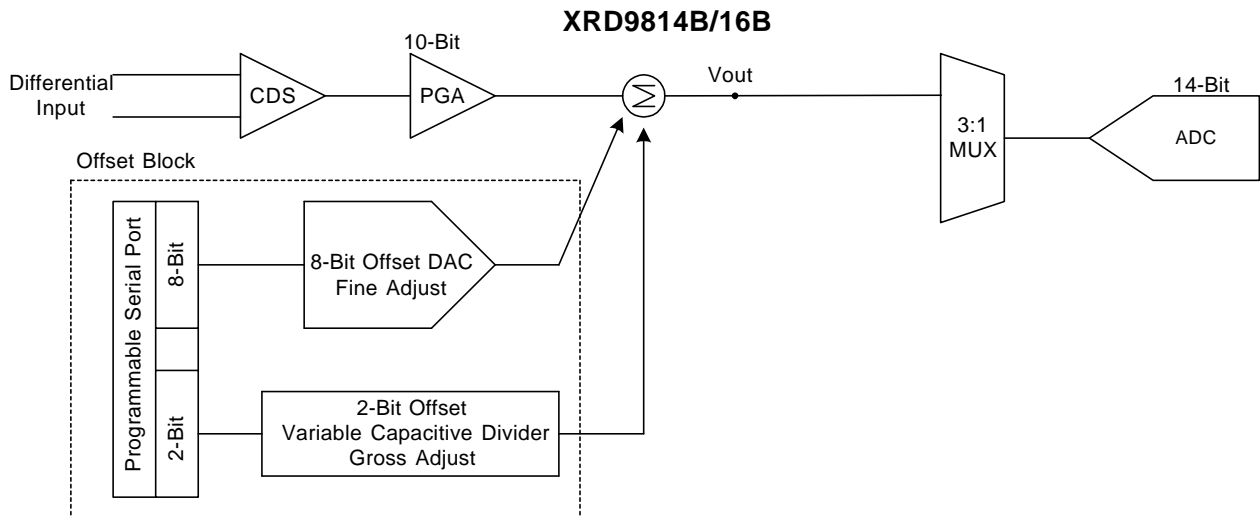 XRD9814B/16B
10-Bit
Differential
Input
CDS
PGA
Σ
Vout
3:1
MUX
14-Bit
ADC
Offset Block
Programmable Serial Port
8-Bit
2-Bit
8-Bit Offset DAC
Fine Adjust
2-Bit Offset
Variable Capacitive Divider
Gross Adjust